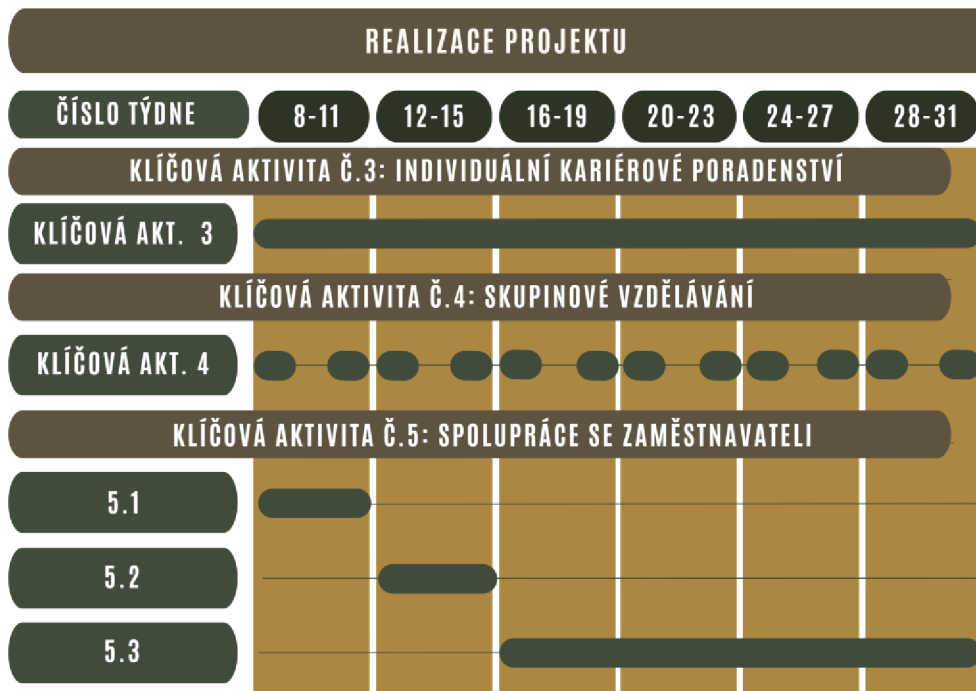 REALIZACE PROJEKTU
ČÍSLO TÝDNE 8-11 12-15 16-19 20-23 24-27 28-31
KLÍČOVÁ AKTIVITA Č.3: INDIVIDUÁLNÍ KARIÉROVÉ PORADENSTVÍ
KLÍČOVÁ AKT. 3
KLÍČOVÁ AKTIVITA Č.4: SKUPINOVÉ VZDĚLÁVÁNÍ
KLÍČOVÁ AKT. 4
KLÍČOVÁ AKTIVITA Č.5: SPOLUPRÁCE SE ZAMĚSTNAVATELI
5.1
5.2
5.3